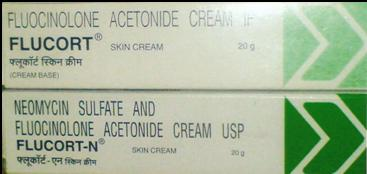 FLUOCINOLONE ACETONIDE CREAM IP
FLUCORT® SKIN CREAM 20 g
फ्लूकॉर्ट स्किन क्रीम
(CREAM BASE)
NEOMYCIN SULFATE AND
FLUOCINOLONE ACETONIDE CREAM USP
FLUCORT-N® SKIN CREAM 20 g
फ्लूकॉर्ट-एन स्किन क्रीम